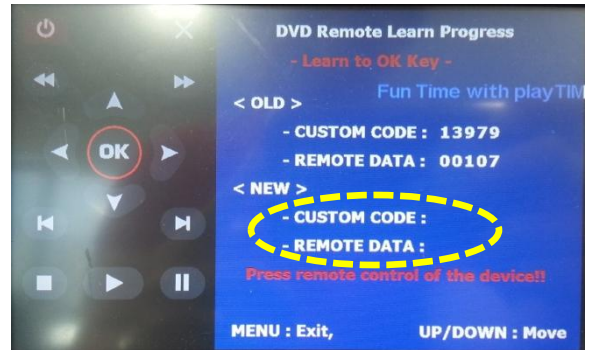 DVD Remote Learn Progress
- Learn to OK Key -
Fun Time with playTIM
< OLD >
- CUSTOM CODE : 13979
- REMOTE DATA : 00107
< NEW >
- CUSTOM CODE :
- REMOTE DATA :
Press remote control of the device!!
MENU : Exit, UP/DOWN : Move
OK